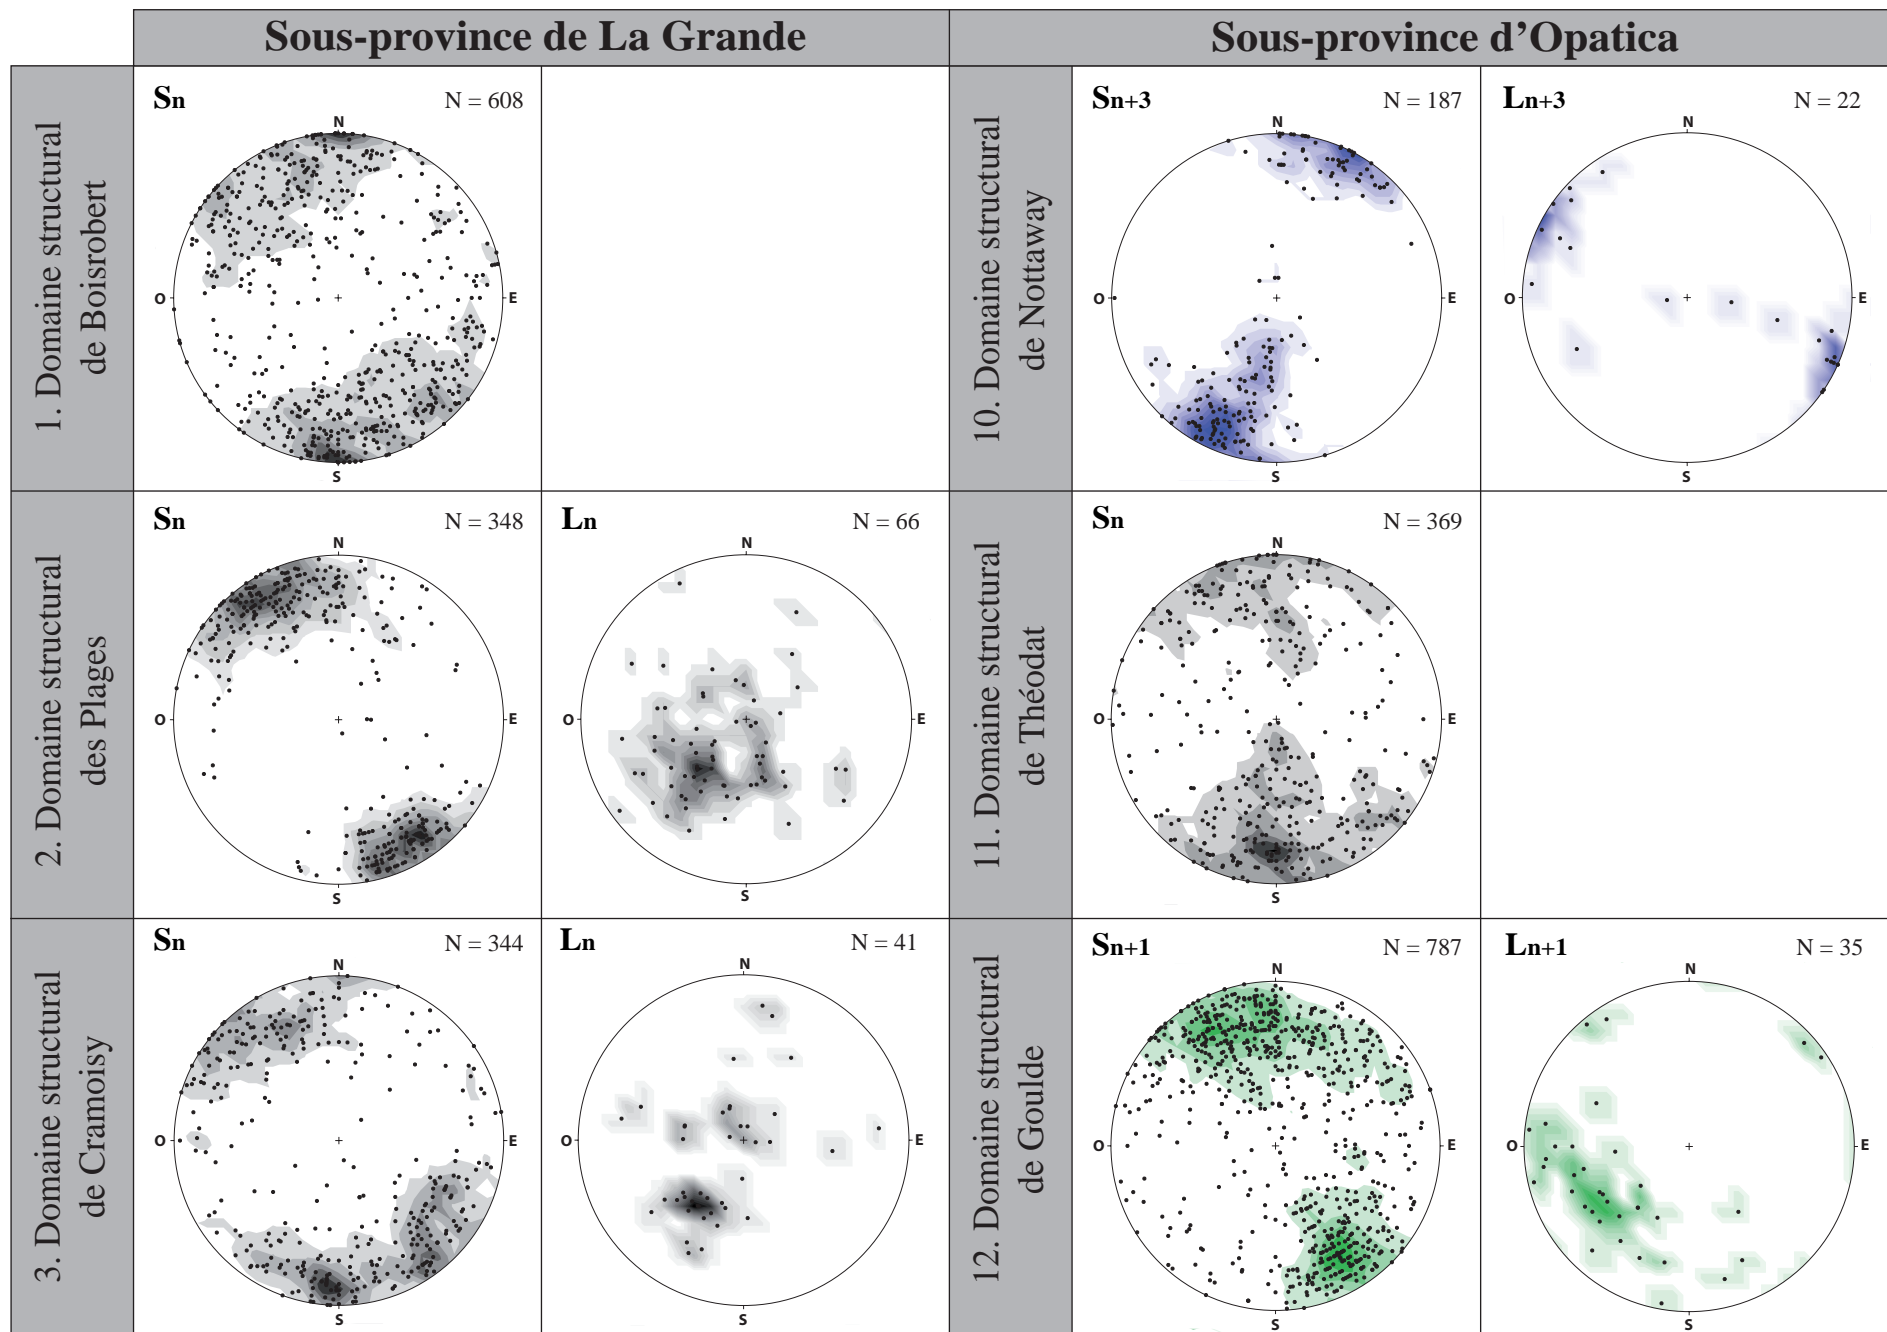 Sous-province de La Grande
Sous-province d’Opatica
1. Domaine structural
de Boisrobert
Sn
N = 608
N
O
E
S
10. Domaine structural
de Nottaway
Sn+3
N = 187
N
O
E
S
Ln+3
N = 22
N
O
E
S
2. Domaine structural
des Plages
Sn
N = 348
N
O
E
S
Ln
N = 66
N
O
E
S
11. Domaine structural
de Théodat
Sn
N = 369
N
O
E
S
3. Domaine structural
de Cramoisy
Sn
N = 344
N
O
E
S
Ln
N = 41
N
O
E
S
12. Domaine structural
de Goulde
Sn+1
N = 787
N
O
E
S
Ln+1
N = 35
N
O
E
S